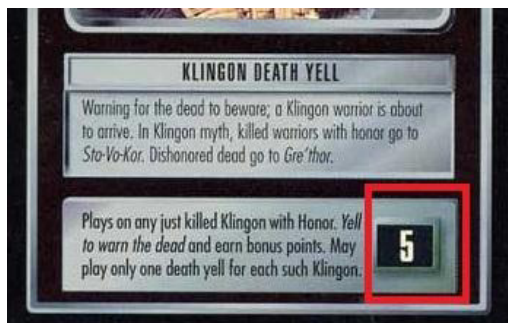 KLINGON DEATH YELL
Warning for the dead to beware; a Klingon warrior is about
to arrive. In Klingon myth, killed warriors with honor go to
Sto-Vo-Kor. Dishonored dead go to Gre'thor.
Plays on any just killed Klingon with Honor. Yell
to warn the dead and earn bonus points. May
play only one death yell for each such Klingon.
5